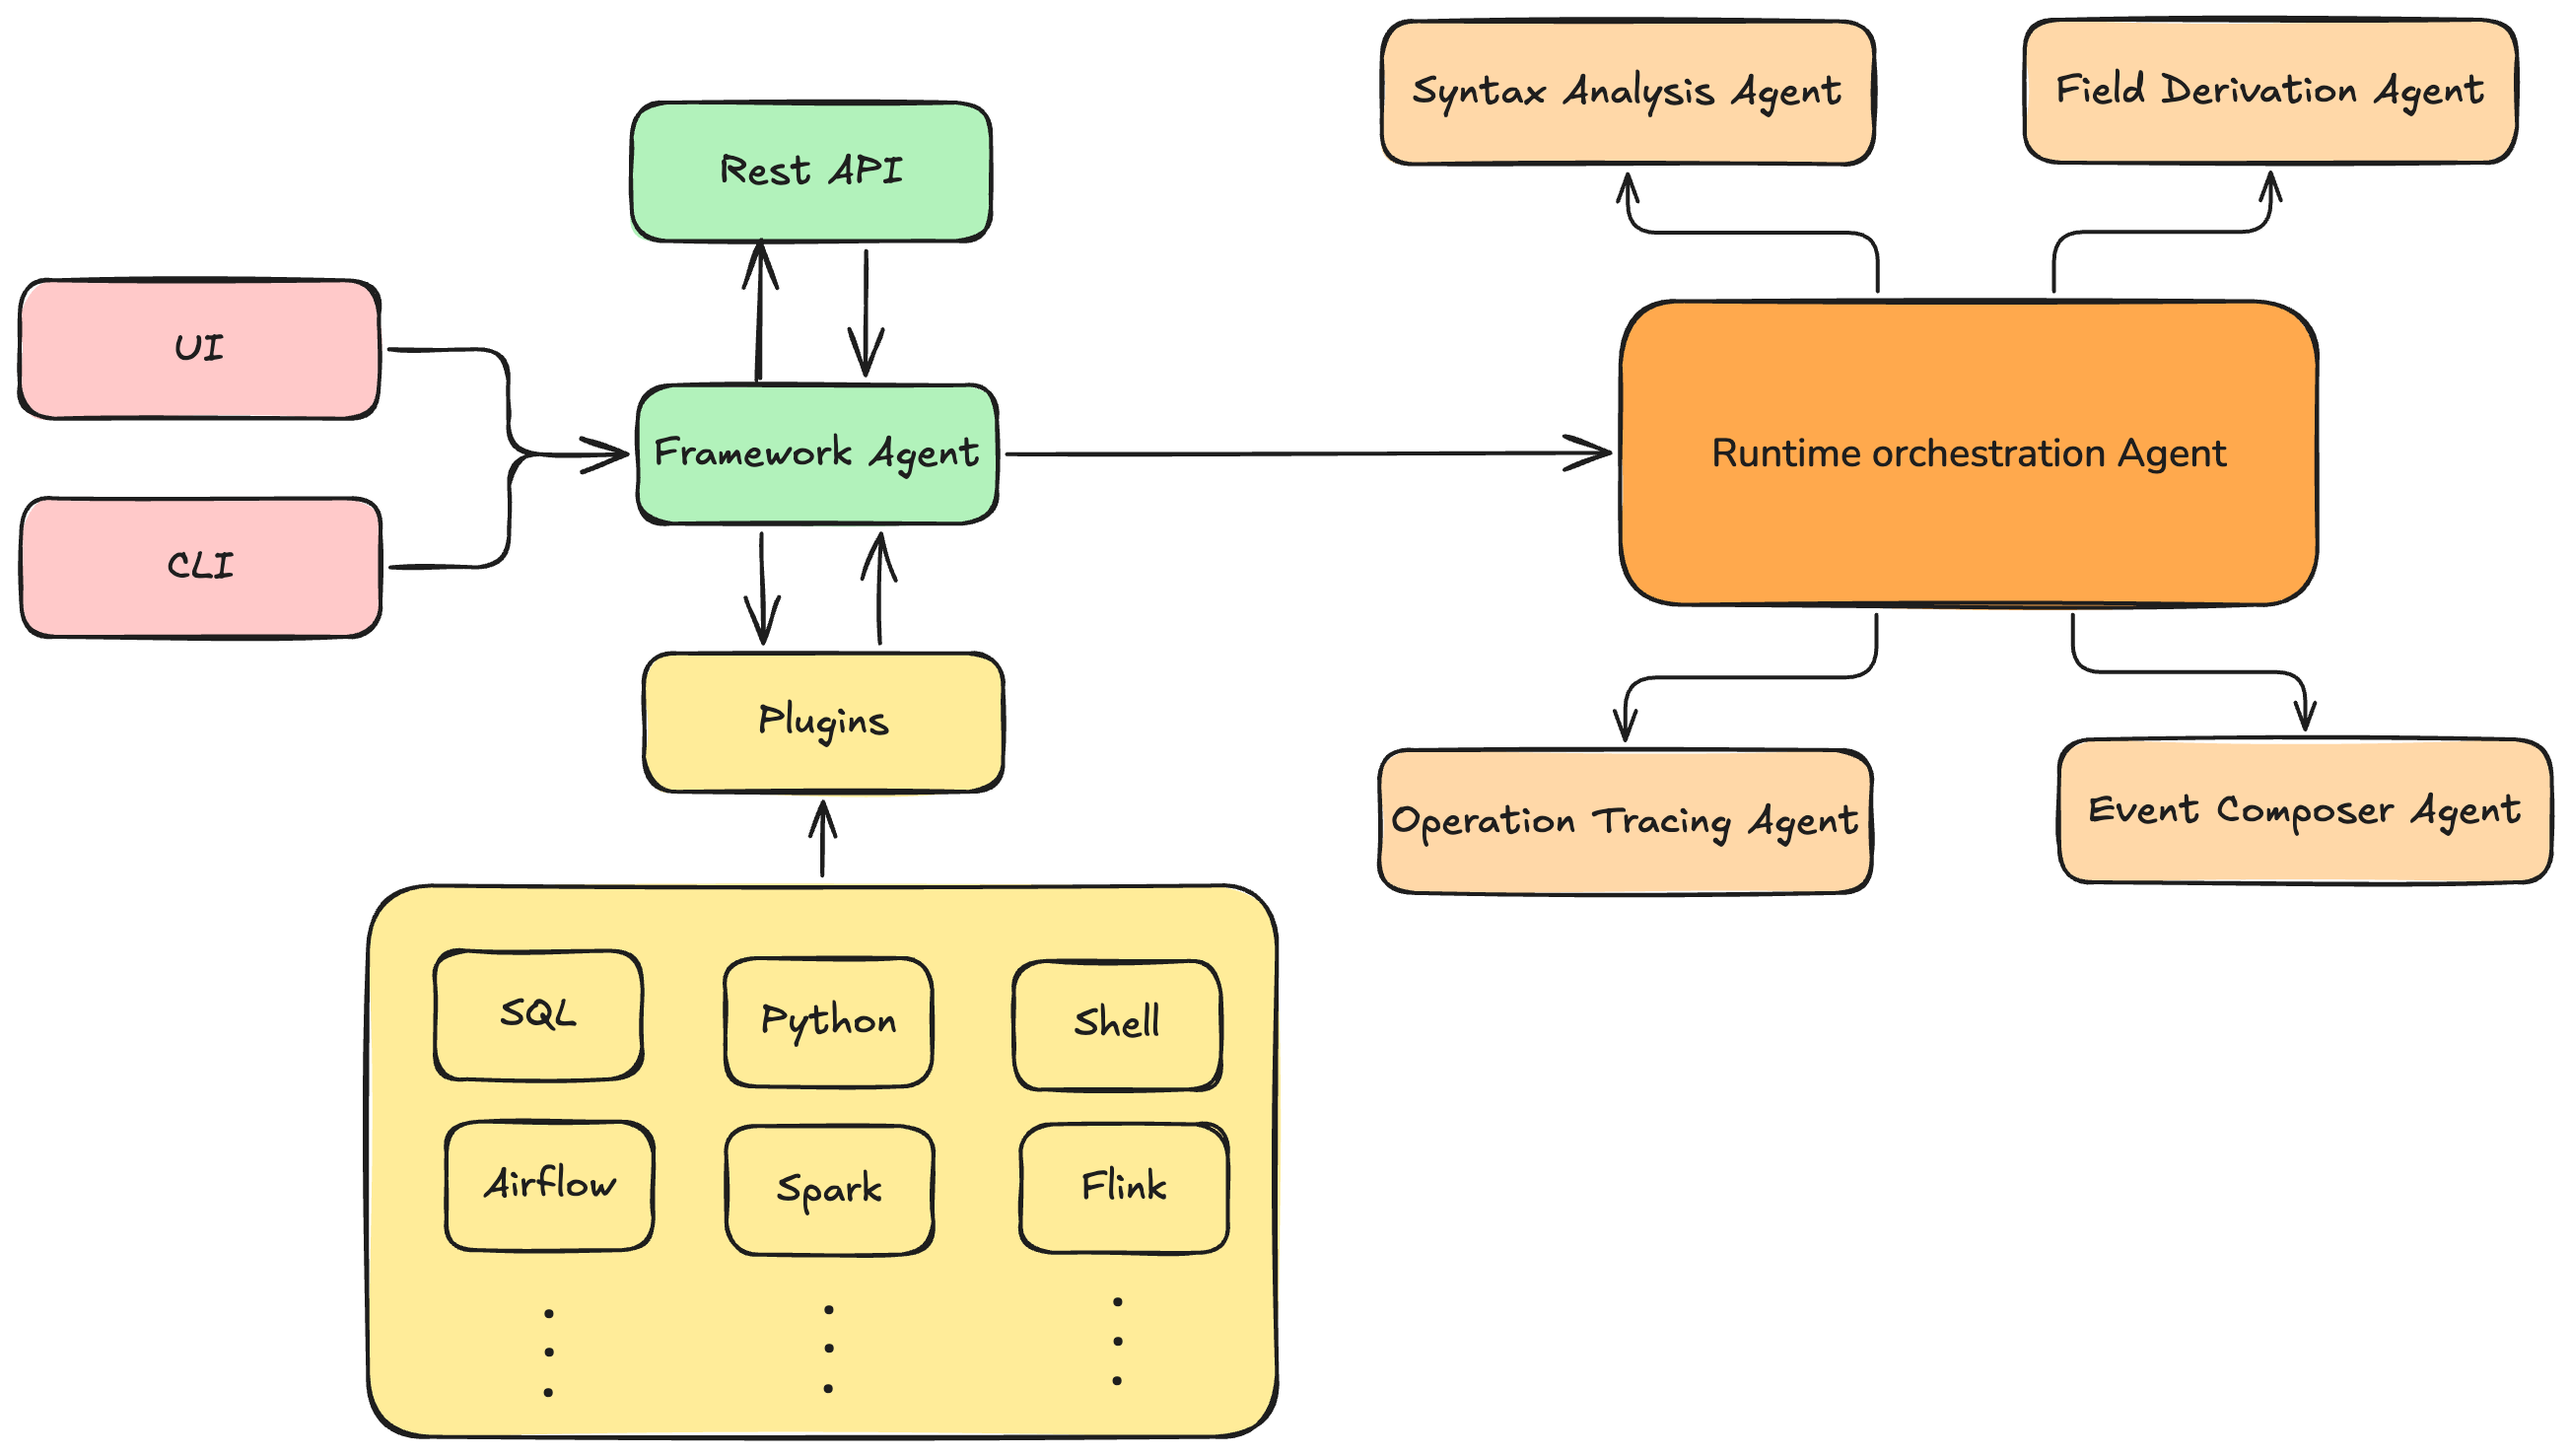 Syntax Analysis Agent
Field Derivation Agent
Rest API
UI
Framework Agent
Runtime orchestration Agent
CLI
Plugins
Operation Tracing Agent
Event Composer Agent
SQL
Python
Shell
Airflow
Spark
Flink